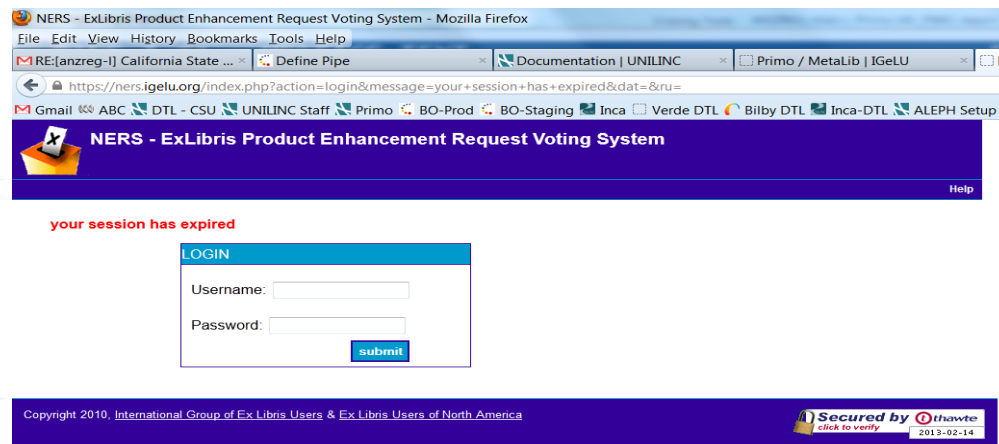 NERS - ExLibris Product Enhancement Request Voting System - Mozilla Firefox
File Edit View History Bookmarks Tools Help
RE:[anzreg-l] California State ... × Define Pipe × Documentation | UNILINC × Primo / MetaLib | IGeLU ×
https://ners.igelu.org/index.php?action=login&message=your+session+has+expired&dat=&ru=
Gmail ABC DTL - CSU UNILINC Staff Primo BO-Prod BO-Staging Inca Verde DTL Bilby DTL Inca-DTL ALEPH Setup
NERS - ExLibris Product Enhancement Request Voting System
Help
your session has expired
LOGIN
Username:
Password:
submit
Copyright 2010, International Group of Ex Libris Users & Ex Libris Users of North America
Secured by thawte
click to verify
2013-02-14